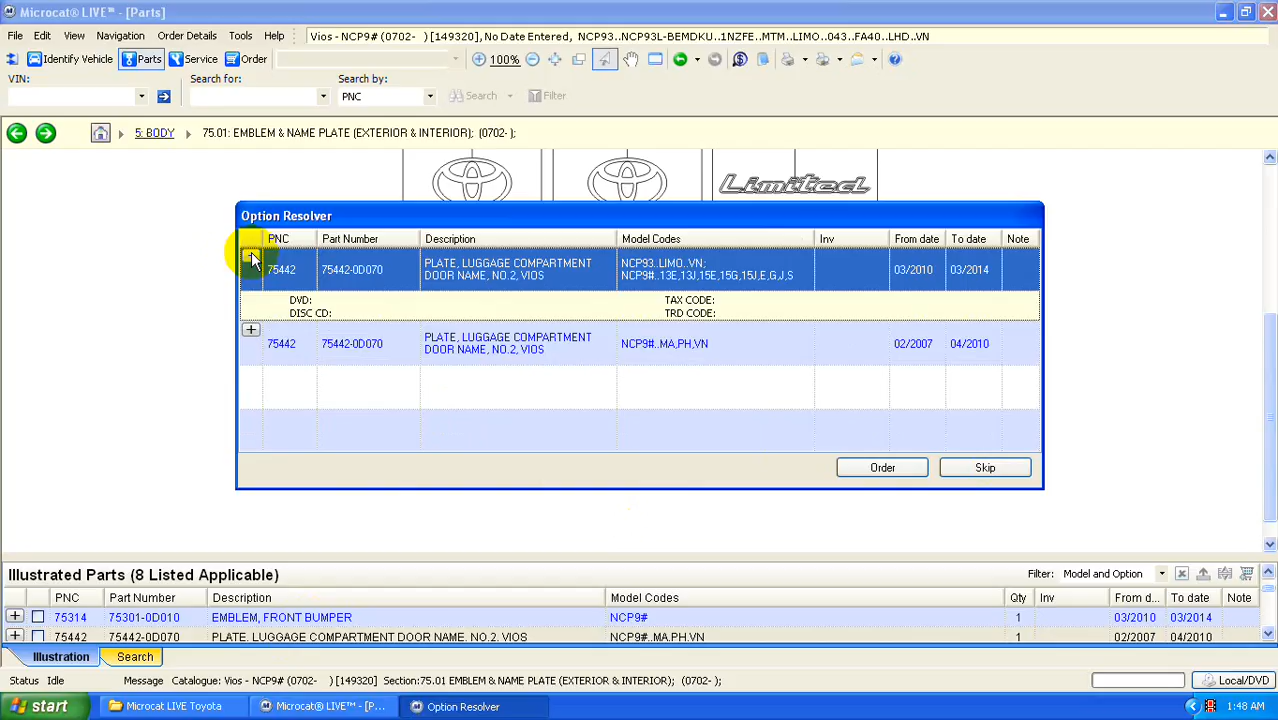 Microcat® LIVE™ - [Parts]
File Edit View Navigation Order Details Tools Help
Vios - NCP9# (0702- ) [149320], No Date Entered, NCP93..NCP93L-BEMDKU..1NZFE..MTM..LIMO..043..FA40..LHD..VN
Identify Vehicle Parts Service Order 100%
VIN: Search for: Search by:
PNC Search Filter
5: BODY 75.01: EMBLEM & NAME PLATE (EXTERIOR & INTERIOR); (0702- );
Limited
Option Resolver
PNC Part Number Description Model Codes Inv From date To date Note
75442 75442-0D070 PLATE, LUGGAGE COMPARTMENT DOOR NAME, NO.2, VIOS NCP93..LIMO..VN; NCP9#..13E,13J,15E,15G,15J,E,G,J,S 03/2010 03/2014
DVD: TAX CODE:
DISC CD: TRD CODE:
75442 75442-0D070 PLATE, LUGGAGE COMPARTMENT DOOR NAME, NO.2, VIOS NCP9#..MA,PH,VN 02/2007 04/2010
Order Skip
Illustrated Parts (8 Listed Applicable) Filter: Model and Option
PNC Part Number Description Model Codes Qty Inv From d... To date Note
75314 75301-0D010 EMBLEM, FRONT BUMPER NCP9# 1 03/2010 03/2014
75442 75442-0D070 PLATE, LUGGAGE COMPARTMENT DOOR NAME, NO.2, VIOS NCP9#..MA,PH,VN 1 02/2007 04/2010
Illustration Search
Status Idle Message Catalogue: Vios - NCP9# (0702- ) [149320] Section:75.01 EMBLEM & NAME PLATE (EXTERIOR & INTERIOR); (0702- ); Local/DVD
start Microcat LIVE Toyota Microcat® LIVE™ - [P... Option Resolver 1:48 AM